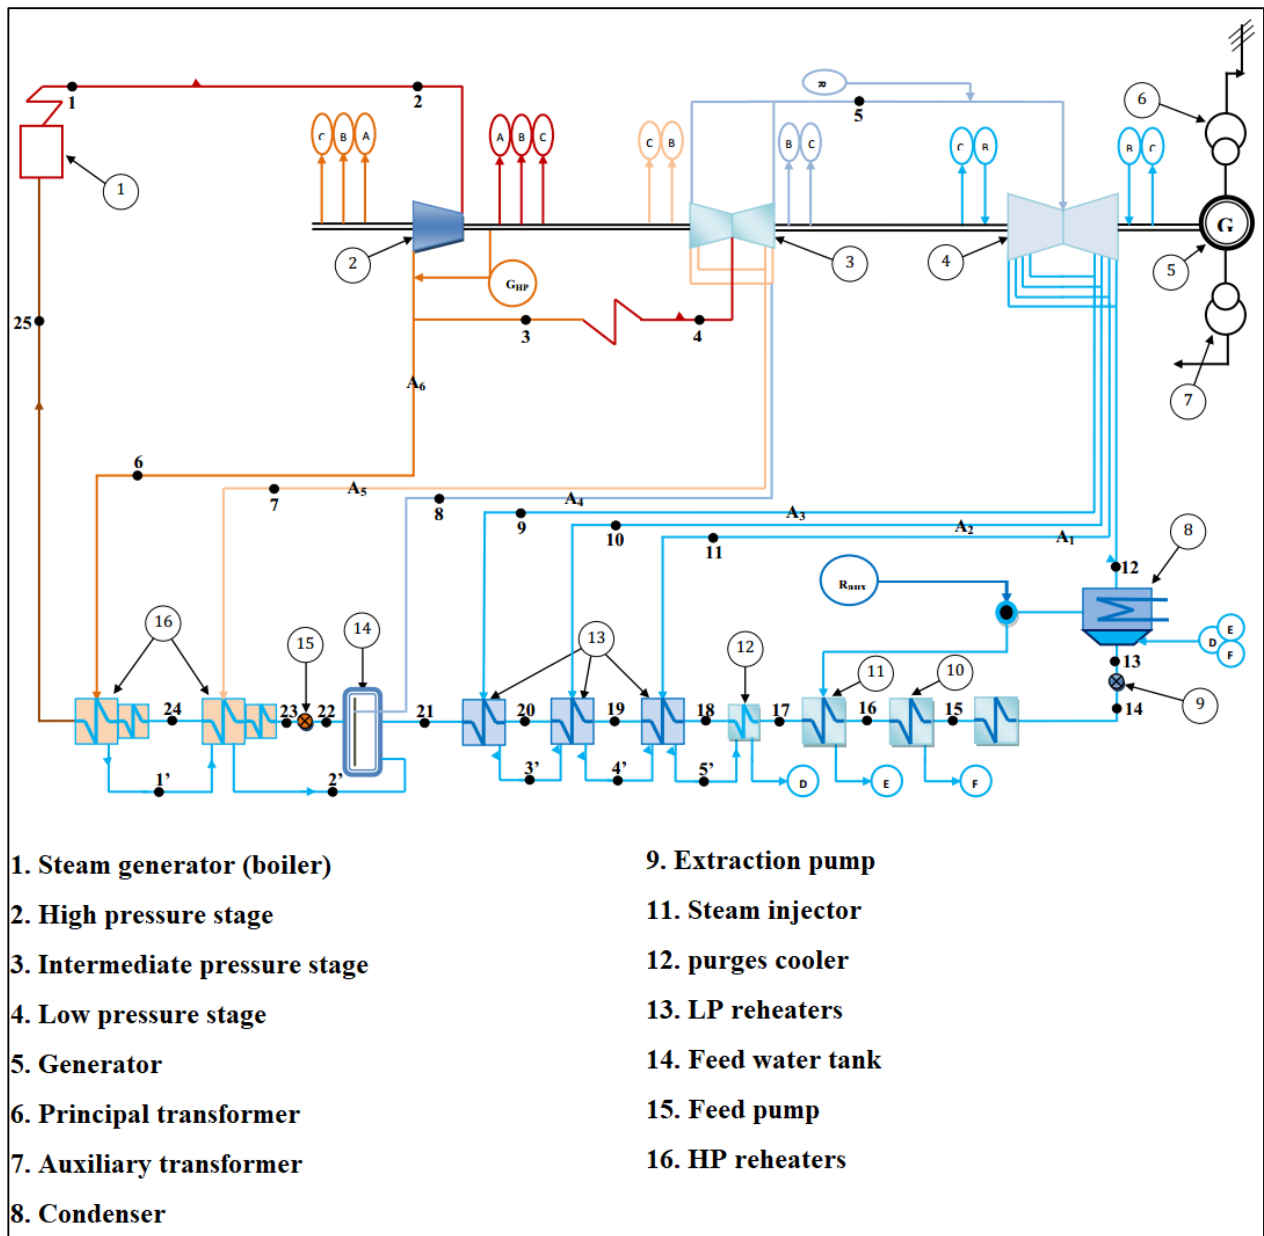 1
2
R
5
6
C B A
A B C
C B
B C
C B
B C
1
G
2
3
4
5
G_HP
25
3
4
7
A₆
6
7
A₅
8
A₄
9
A₃
10
A₂
11
A₁
8
12
R_aux
D E F
16
15
14
13
12
11
10
13
9
14
24
23
22
21
20
19
18
17
16
15
1'
2'
3'
4'
5'
D
E
F
1. Steam generator (boiler)
2. High pressure stage
3. Intermediate pressure stage
4. Low pressure stage
5. Generator
6. Principal transformer
7. Auxiliary transformer
8. Condenser
9. Extraction pump
11. Steam injector
12. purges cooler
13. LP reheaters
14. Feed water tank
15. Feed pump
16. HP reheaters